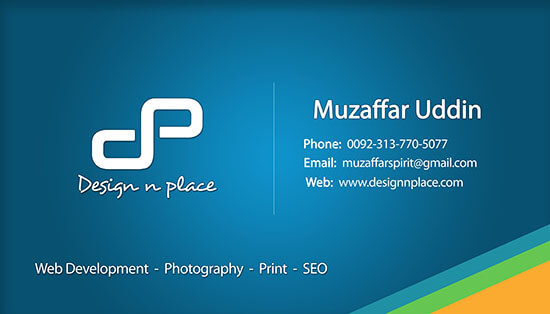 Design n place
Muzaffar Uddin
Phone: 0092-313-770-5077
Email: muzaffarspirit@gmail.com
Web: www.designnplace.com
Web Development - Photography - Print - SEO